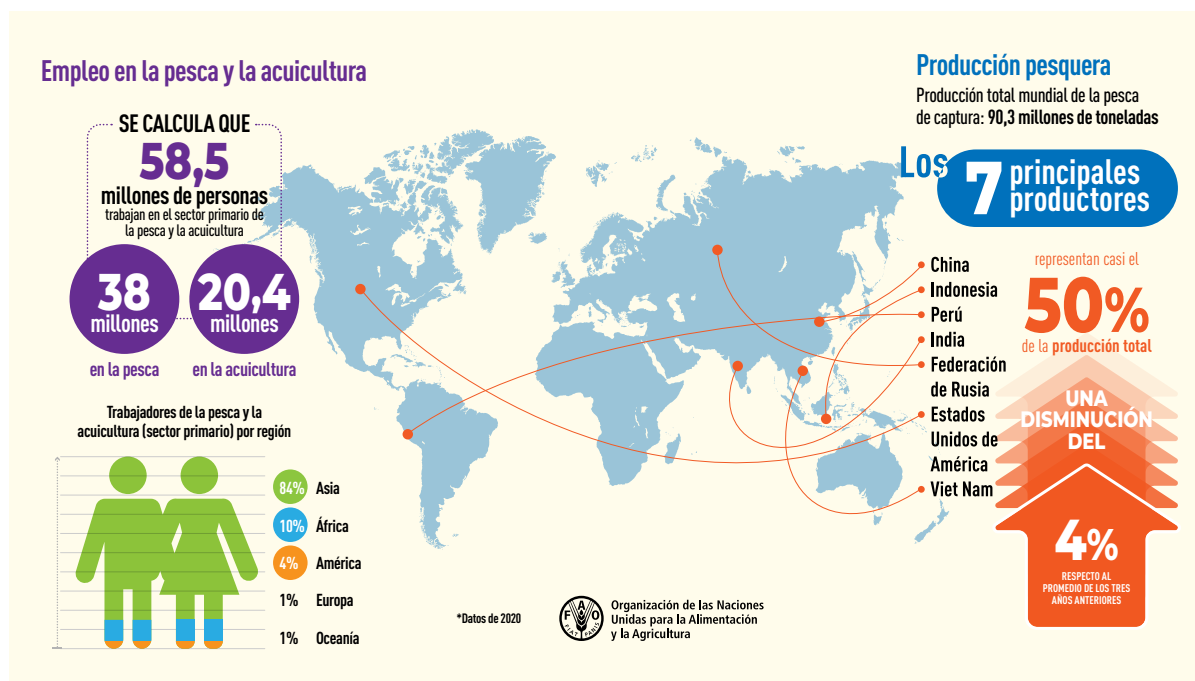 Empleo en la pesca y la acuicultura
SE CALCULA QUE
58,5
millones de personas
trabajan en el sector primario de
la pesca y la acuicultura
38
millones
en la pesca
20,4
millones
en la acuicultura
Trabajadores de la pesca y la
acuicultura (sector primario) por región
84% Asia
10% África
4% América
1% Europa
1% Oceanía
*Datos de 2020
FAO
FIAT PANIS
Organización de las Naciones
Unidas para la Alimentación
y la Agricultura
Producción pesquera
Producción total mundial de la pesca
de captura: 90,3 millones de toneladas
Los
7
principales
productores
China
Indonesia
Perú
India
Federación
de Rusia
Estados
Unidos de
América
Viet Nam
representan casi el
50%
de la producción total
UNA
DISMINUCIÓN
DEL
4%
RESPECTO AL
PROMEDIO DE LOS TRES
AÑOS ANTERIORES